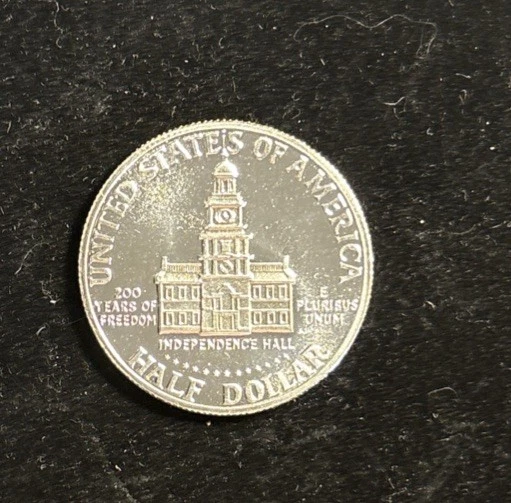 UNITED STATES OF AMERICA
200
YEARS OF
FREEDOM
E
PLURIBUS
UNUM
INDEPENDENCE HALL
HALF DOLLAR